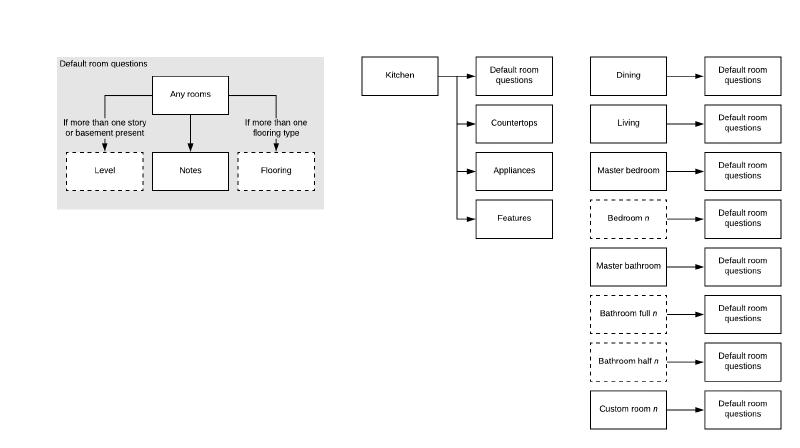 Default room questions
Any rooms
If more than one story
or basement present
If more than one
flooring type
Level
Notes
Flooring
Kitchen
Default room
questions
Countertops
Appliances
Features
Dining
Default room
questions
Living
Default room
questions
Master bedroom
Default room
questions
Bedroom n
Default room
questions
Master bathroom
Default room
questions
Bathroom full n
Default room
questions
Bathroom half n
Default room
questions
Custom room n
Default room
questions